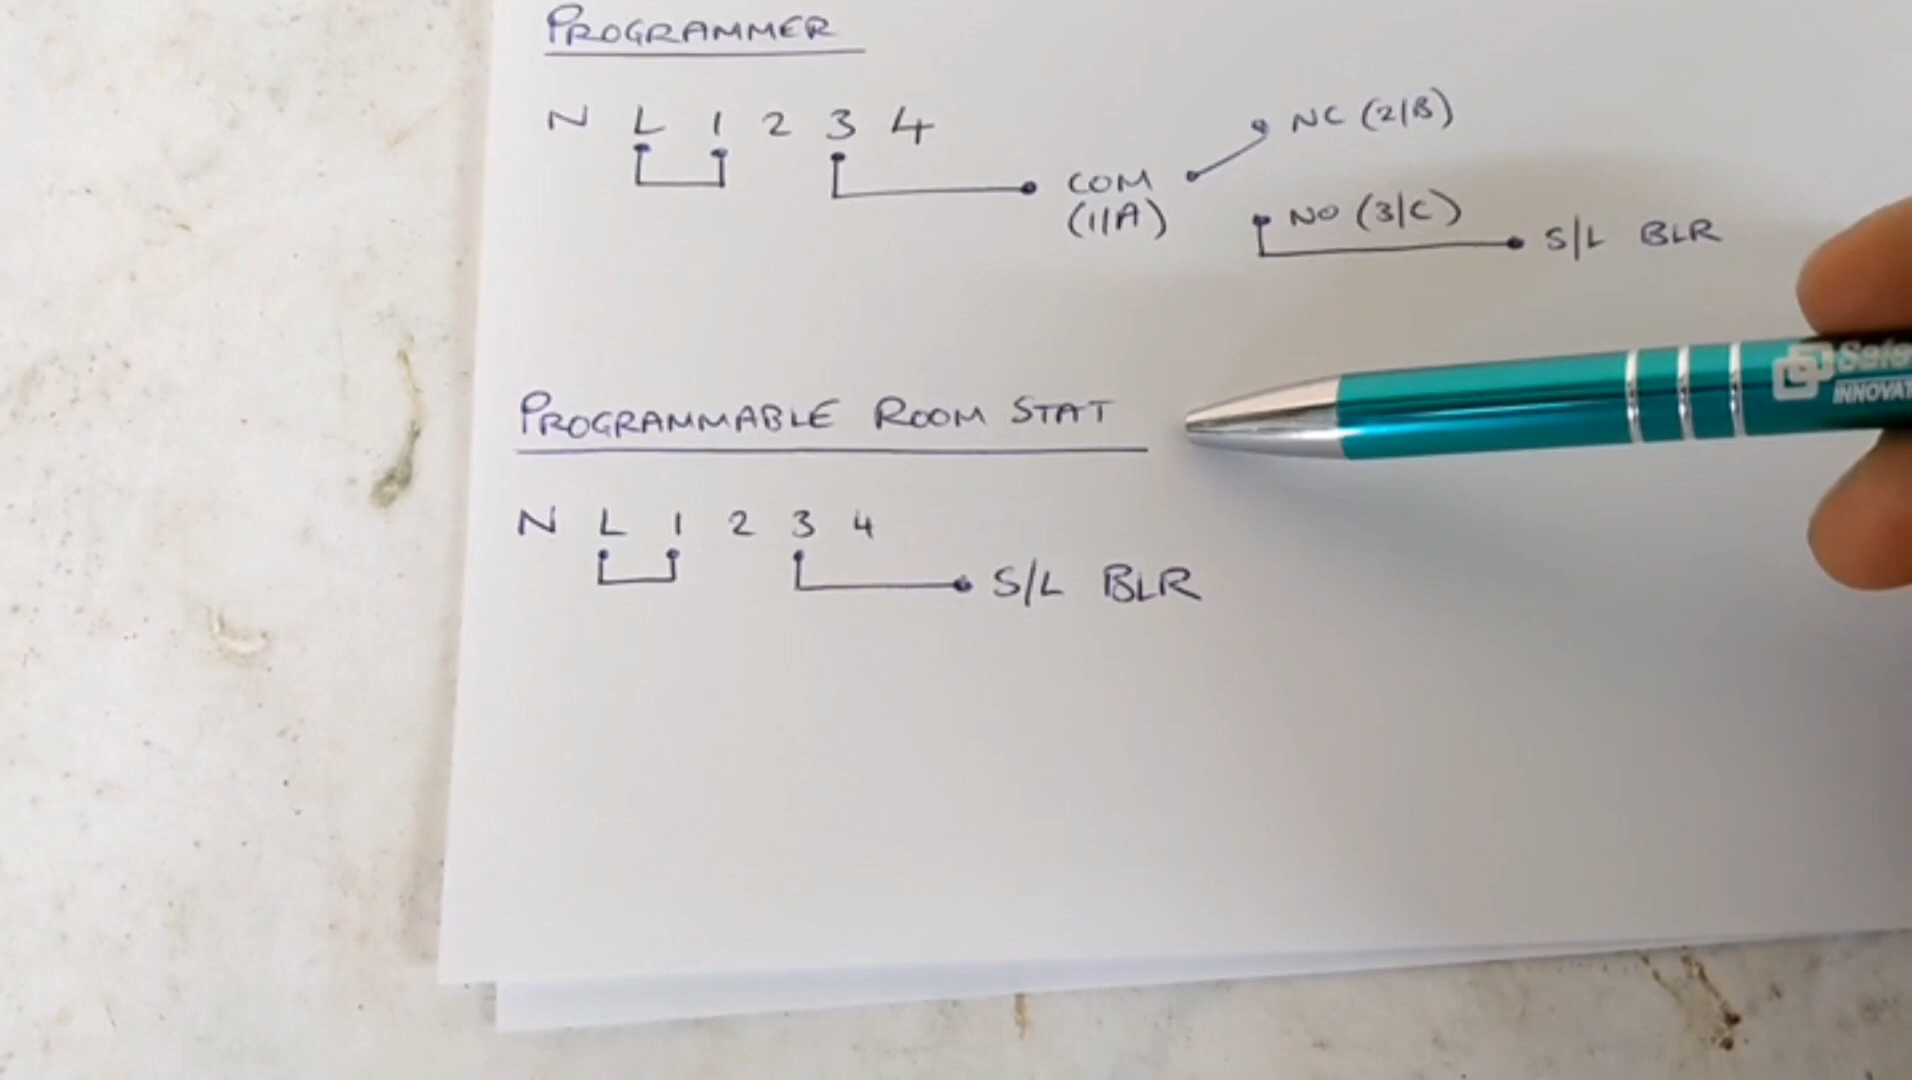 PROGRAMMER
N L 1 2 3 4
NC (2/B)
COM
(1/A)
NO (3/C)
S/L BLR
PROGRAMMABLE ROOM STAT
N L 1 2 3 4
S/L BLR